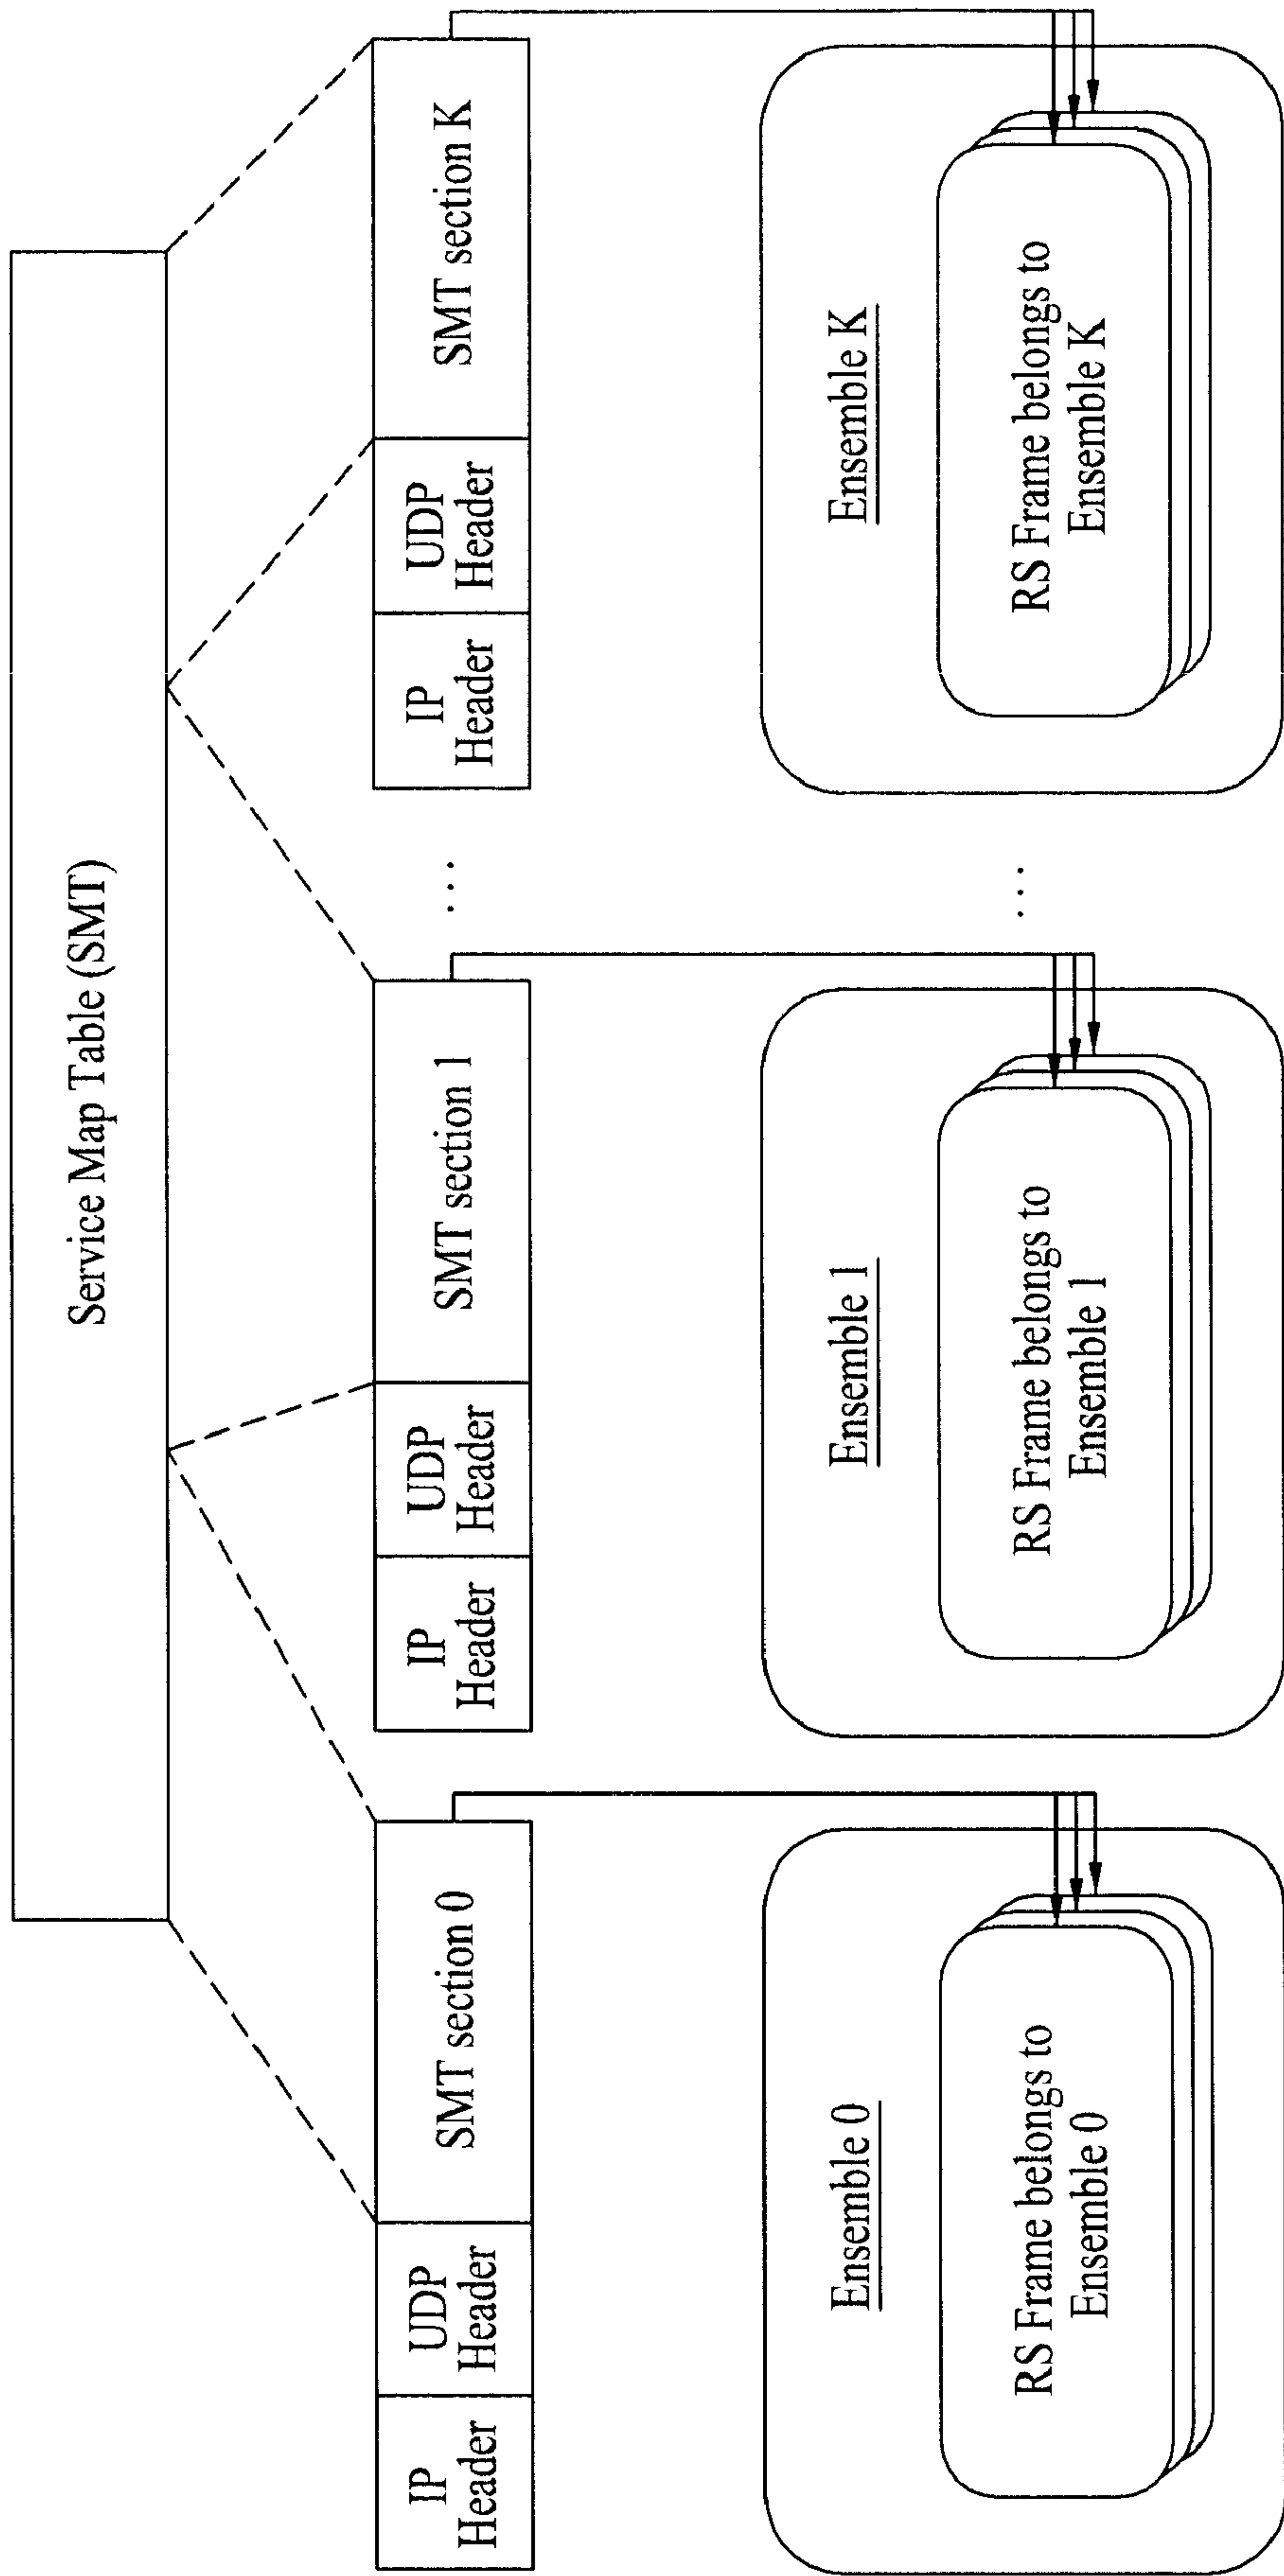 Service Map Table (SMT)
IP
Header
UDP
Header
SMT section 0
IP
Header
UDP
Header
SMT section 1
...
IP
Header
UDP
Header
SMT section K
Ensemble 0
RS Frame belongs to
Ensemble 0
Ensemble 1
RS Frame belongs to
Ensemble 1
...
Ensemble K
RS Frame belongs to
Ensemble K